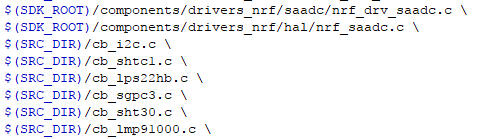 $(SDK_ROOT)/components/drivers_nrf/saadc/nrf_drv_saadc.c \
$(SDK_ROOT)/components/drivers_nrf/hal/nrf_saadc.c \
$(SRC_DIR)/cb_i2c.c \
$(SRC_DIR)/cb_shtc1.c \
$(SRC_DIR)/cb_lps22hb.c \
$(SRC_DIR)/cb_sgpc3.c \
$(SRC_DIR)/cb_sht30.c \
$(SRC_DIR)/cb_lmp91000.c \